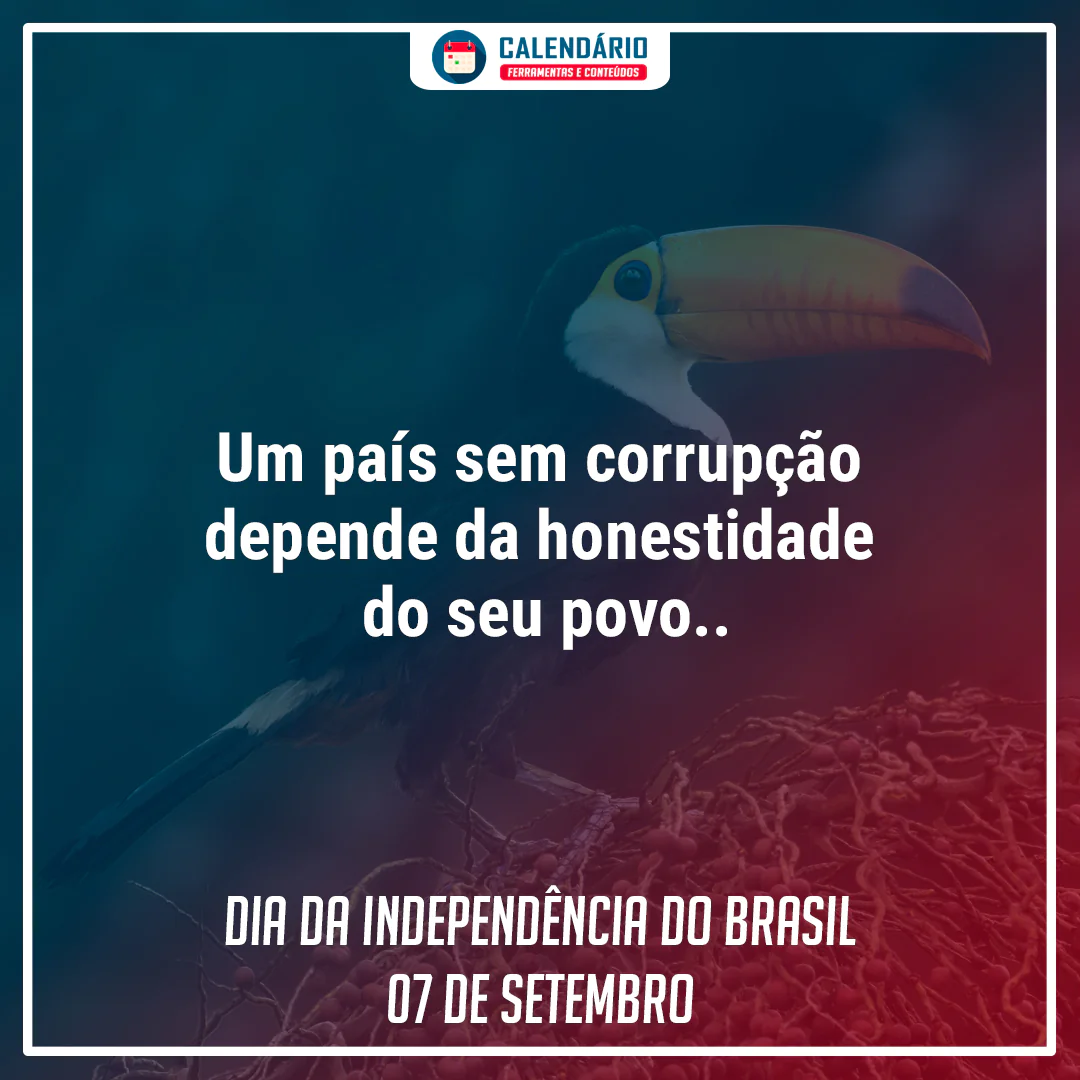 CALENDÁRIO
FERRAMENTAS E CONTEÚDOS
Um país sem corrupção
depende da honestidade
do seu povo..
DIA DA INDEPENDÊNCIA DO BRASIL
07 DE SETEMBRO